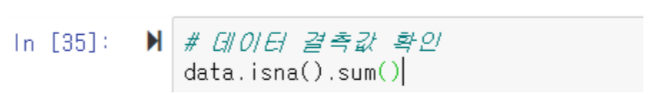 In [35]: # 데이터 결측값 확인
data.isna().sum()